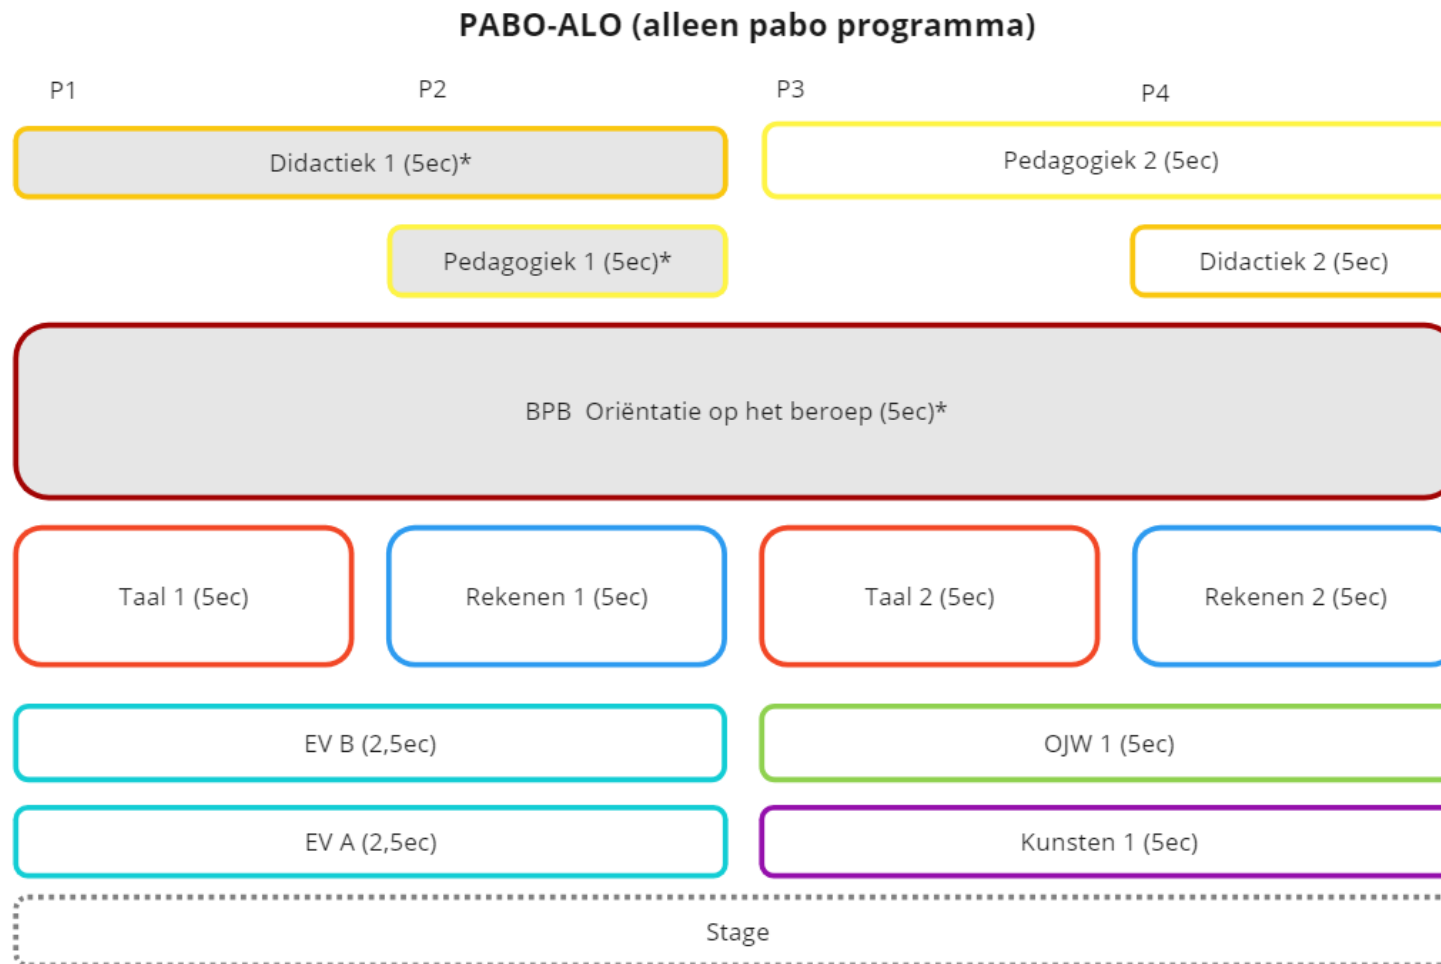 PABO-ALO (alleen pabo programma)
P1
P2
P3
P4
Didactiek 1 (5ec)*
Pedagogiek 2 (5ec)
Pedagogiek 1 (5ec)*
Didactiek 2 (5ec)
BPB  Oriëntatie op het beroep (5ec)*
Taal 1 (5ec)
Rekenen 1 (5ec)
Taal 2 (5ec)
Rekenen 2 (5ec)
EV B (2,5ec)
OJW 1 (5ec)
EV A (2,5ec)
Kunsten 1 (5ec)
Stage